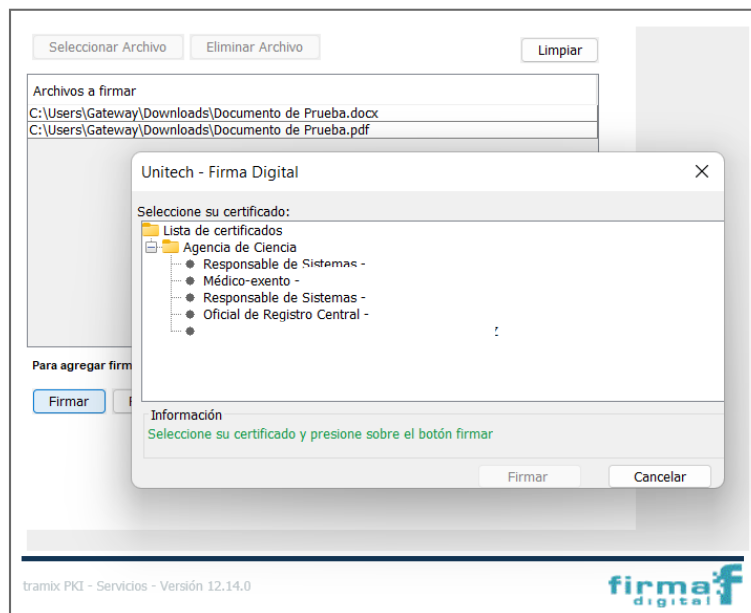 Seleccionar Archivo Eliminar Archivo Limpiar
Archivos a firmar
C:\Users\Gateway\Downloads\Documento de Prueba.docx
C:\Users\Gateway\Downloads\Documento de Prueba.pdf
Unitech - Firma Digital
Seleccione su certificado:
Lista de certificados
Agencia de Ciencia
Responsable de Sistemas -
Médico-exento -
Responsable de Sistemas -
Oficial de Registro Central -
Para agregar firm
Firmar
Información
Seleccione su certificado y presione sobre el botón firmar
Firmar Cancelar
tramix PKI - Servicios - Versión 12.14.0
firma
digital